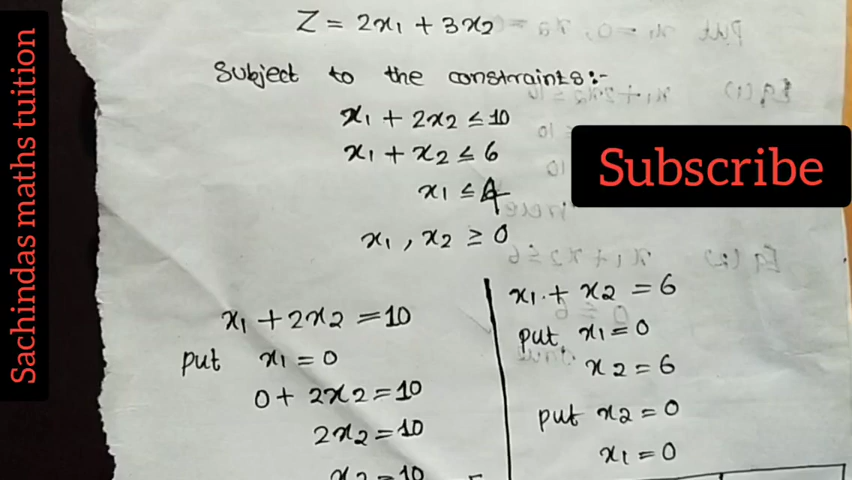 Sachindas maths tuition
Z = 2x1 + 3x2
Subject to the constraints:-
x1 + 2x2 ≤ 10
x1 + x2 ≤ 6
x1 ≤ 4
x1, x2 ≥ 0
Subscribe
x1 + 2x2 = 10
put x1 = 0
0 + 2x2 = 10
2x2 = 10
x2 = 10
x1 + x2 = 6
put x1 = 0
x2 = 6
put x2 = 0
x1 = 0